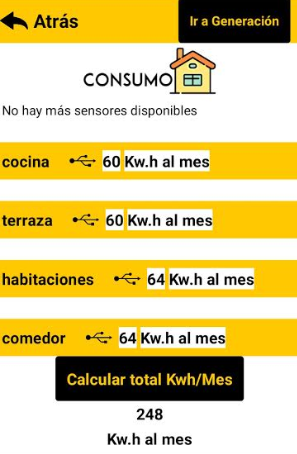 Atrás
Ir a Generación
CONSUMO
No hay más sensores disponibles
cocina 60 Kw.h al mes
terraza 60 Kw.h al mes
habitaciones 64 Kw.h al mes
comedor 64 Kw.h al mes
Calcular total Kwh/Mes
248
Kw.h al mes